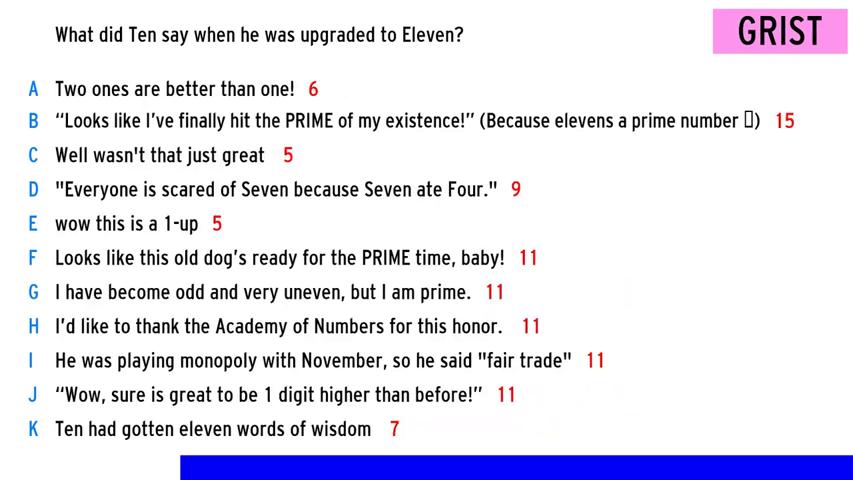 What did Ten say when he was upgraded to Eleven?
GRIST
A Two ones are better than one! 6
B “Looks like I’ve finally hit the PRIME of my existence!” (Because elevens a prime number ▯) 15
C Well wasn't that just great 5
D "Everyone is scared of Seven because Seven ate Four." 9
E wow this is a 1-up 5
F Looks like this old dog’s ready for the PRIME time, baby! 11
G I have become odd and very uneven, but I am prime. 11
H I’d like to thank the Academy of Numbers for this honor. 11
I He was playing monopoly with November, so he said "fair trade" 11
J “Wow, sure is great to be 1 digit higher than before!” 11
K Ten had gotten eleven words of wisdom 7